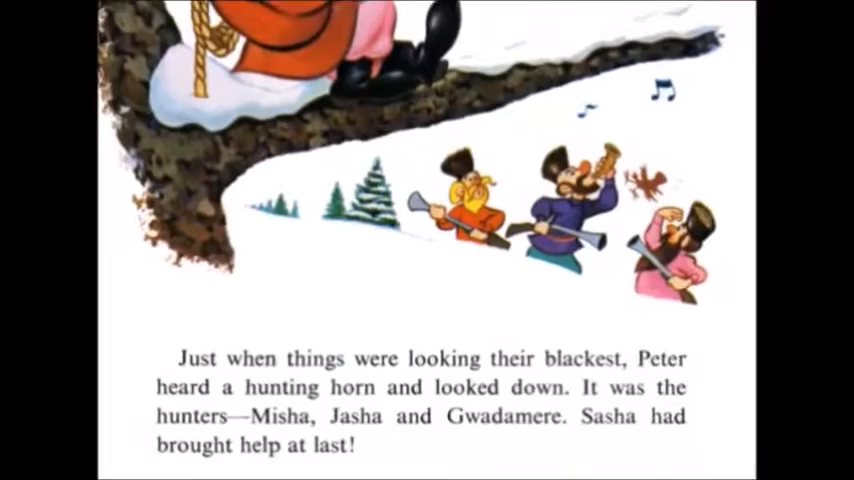 Just when things were looking their blackest, Peter
heard a hunting horn and looked down. It was the
hunters—Misha, Jasha and Gwadamere. Sasha had
brought help at last!